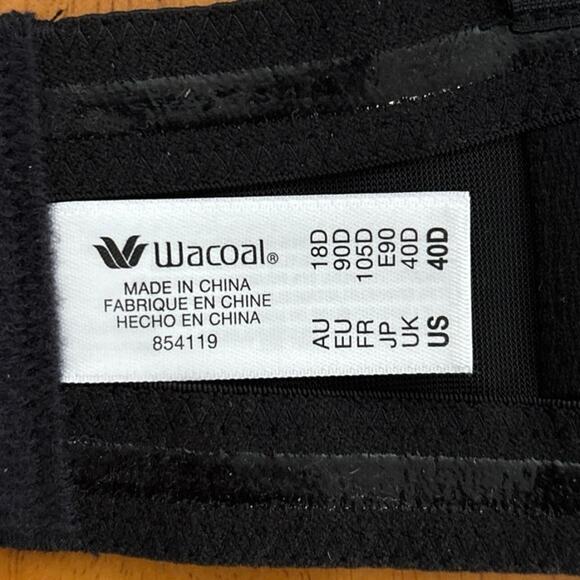 Wacoal®
MADE IN CHINA
FABRIQUE EN CHINE
HECHO EN CHINA
854119
AU 18D
EU 90D
FR 105D
JP E90
UK 40D
US 40D